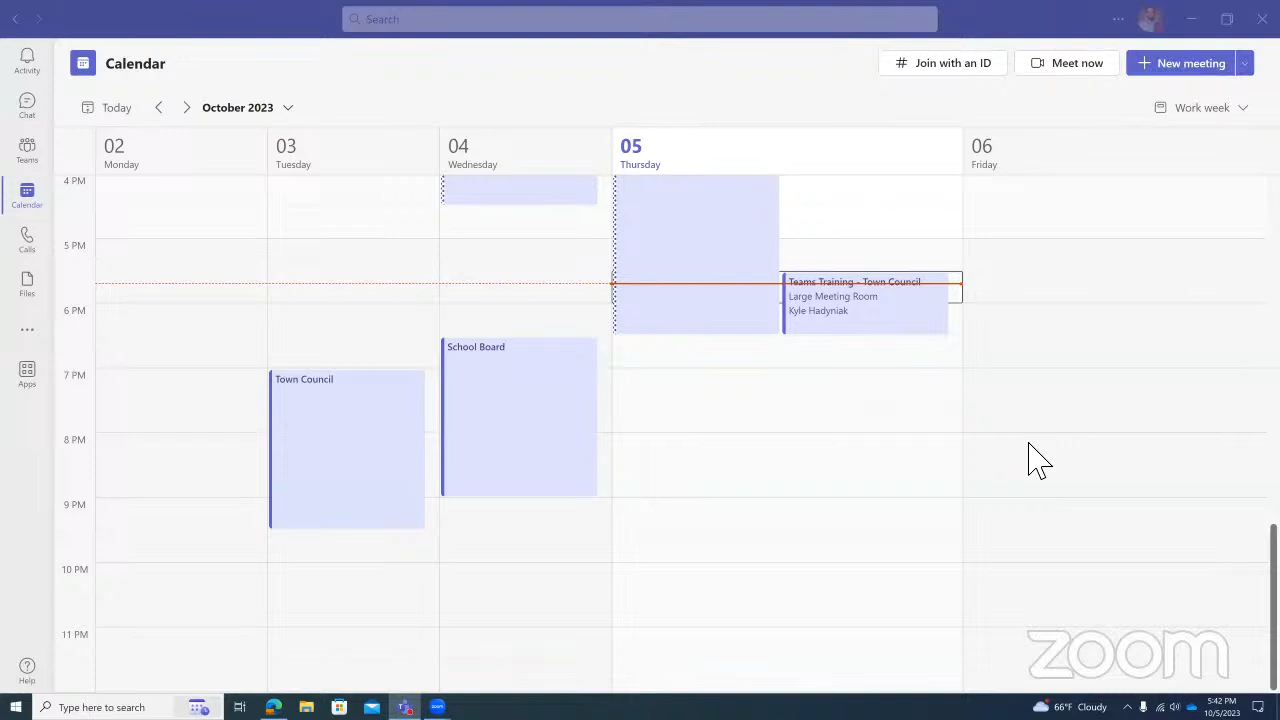 Search
Activity
Chat
Teams
Calendar
Calls
Files
Apps
Help
Calendar
Join with an ID
Meet now
New meeting
Today
October 2023
Work week
02
Monday
03
Tuesday
04
Wednesday
05
Thursday
06
Friday
4 PM
5 PM
6 PM
7 PM
8 PM
9 PM
10 PM
11 PM
Teams Training - Town Council
Large Meeting Room
Kyle Hadyniak
School Board
Town Council
zoom
Type here to search
zoom
66°F Cloudy
5:42 PM
10/5/2023